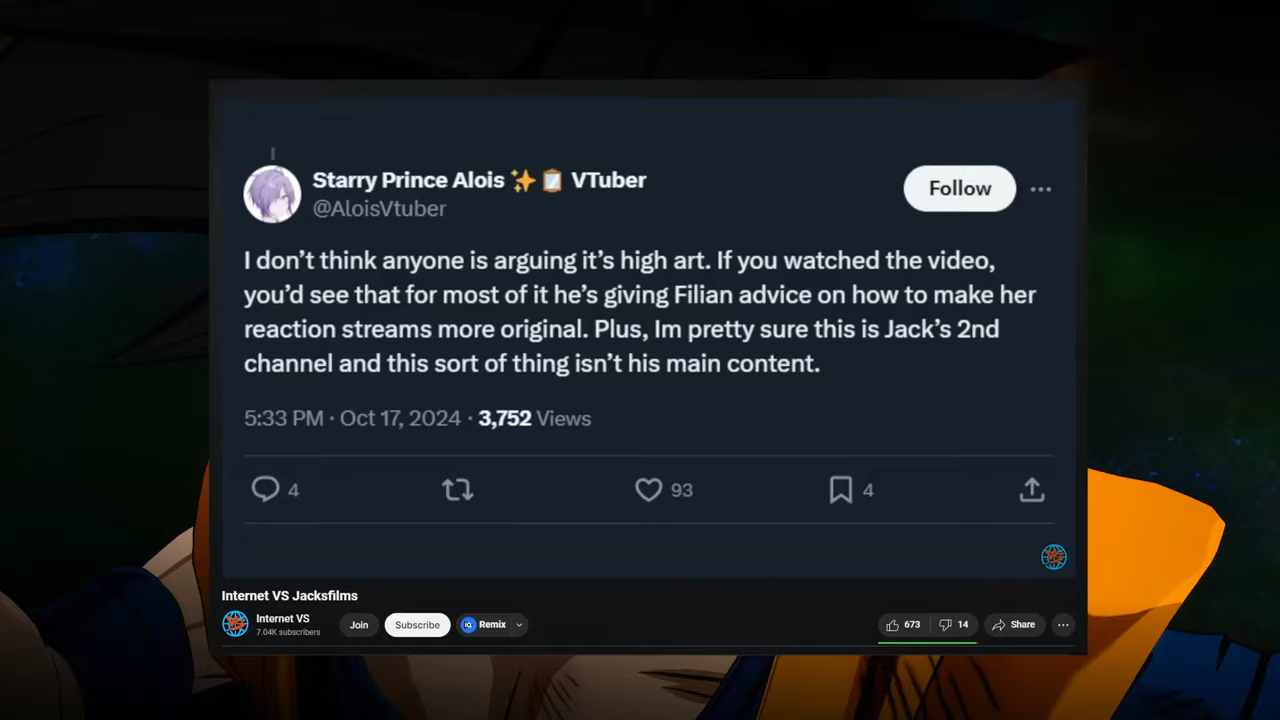 Starry Prince Alois ✨🪞 VTuber
@AloisVtuber
Follow
I don't think anyone is arguing it's high art. If you watched the video,
you'd see that for most of it he's giving Filian advice on how to make her
reaction streams more original. Plus, Im pretty sure this is Jack's 2nd
channel and this sort of thing isn't his main content.
5:33 PM · Oct 17, 2024 · 3,752 Views
4
93
4
Internet VS Jacksfilms
Internet VS
7.04K subscribers
Join
Subscribe
Remix
673
14
Share